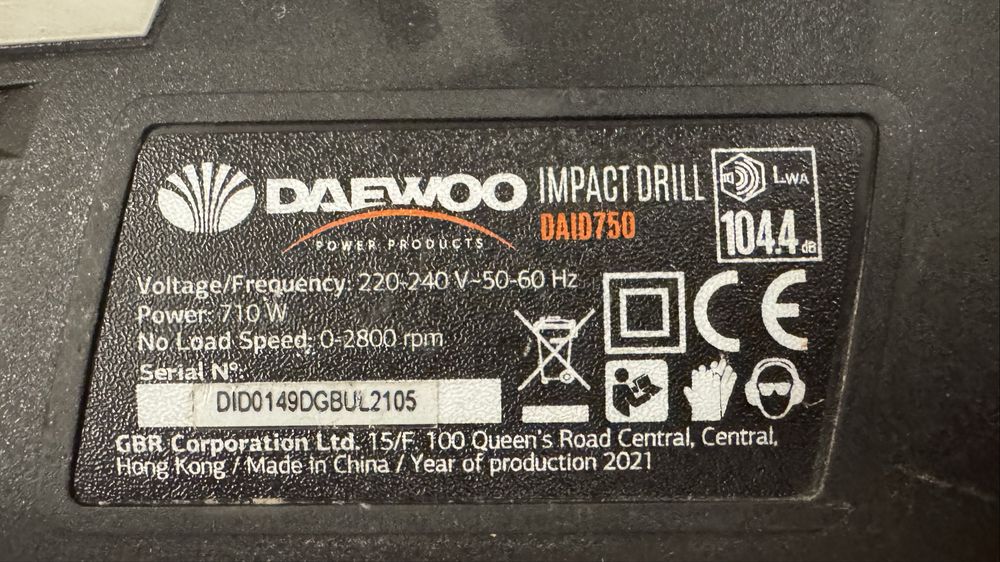 DAEWOO
POWER PRODUCTS
IMPACT DRILL
DAID750
LWA
104.4 dB
Voltage/Frequency: 220-240 V~50-60 Hz
Power: 710 W
No Load Speed: 0-2800 rpm
Serial Nº:
DID0149DGBUL2105
CE
GBR Corporation Ltd. 15/F, 100 Queen's Road Central, Central,
Hong Kong / Made in China / Year of production 2021